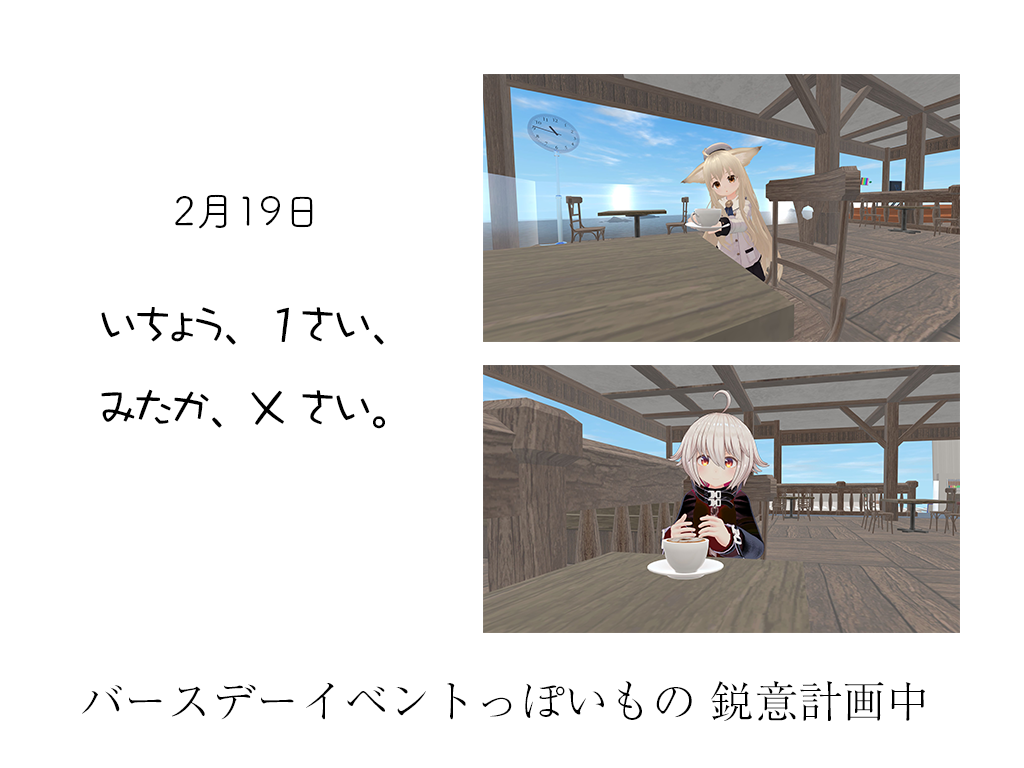 2月19日
いちょう、1さい、
みたか、X さい。
バースデーイベントっぽいもの 鋭意計画中